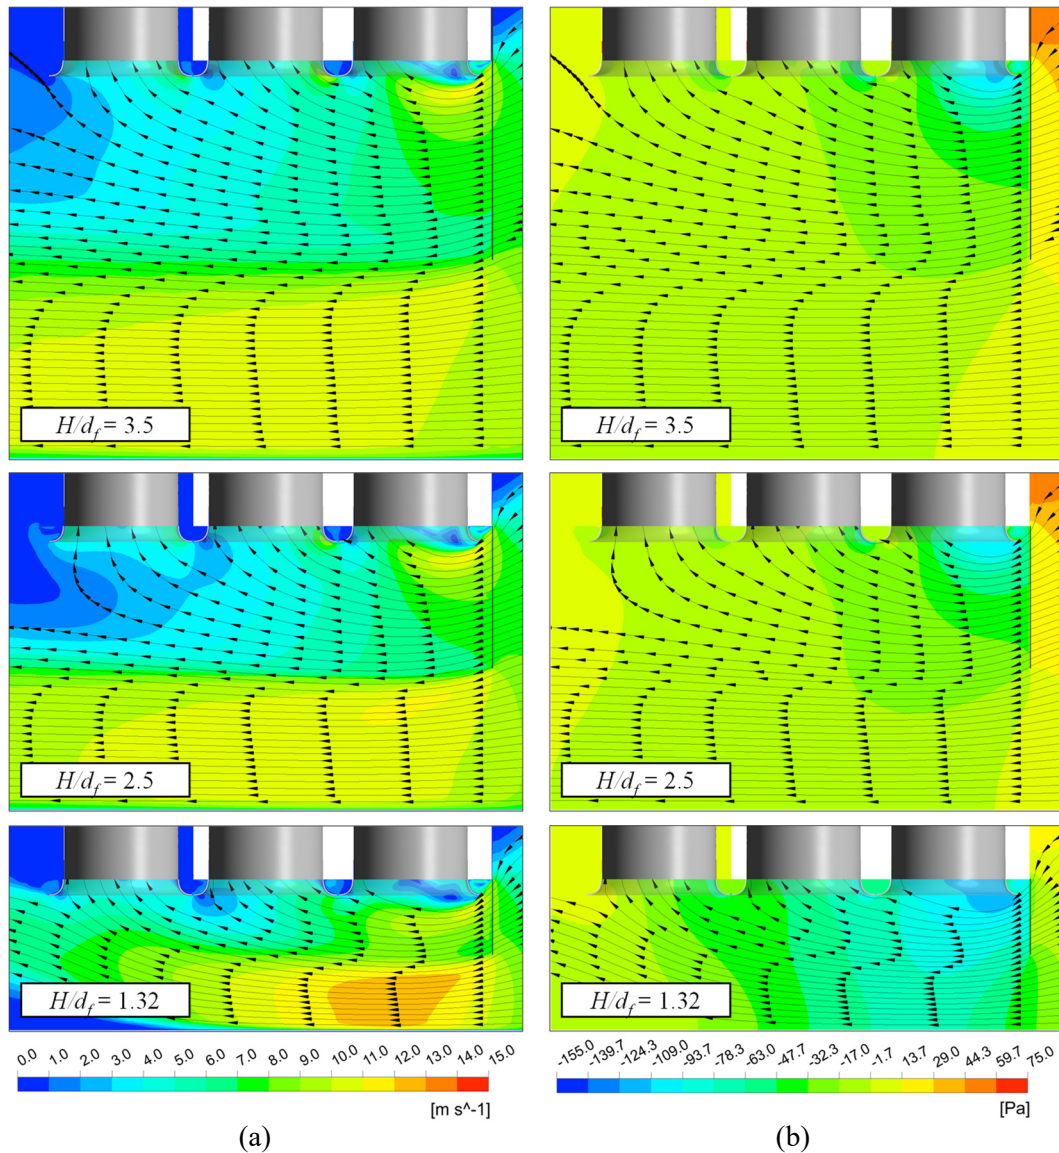 H/d_f = 3.5
H/d_f = 3.5
H/d_f = 2.5
H/d_f = 2.5
H/d_f = 1.32
H/d_f = 1.32
0.0 1.0 2.0 3.0 4.0 5.0 6.0 7.0 8.0 9.0 10.0 11.0 12.0 13.0 14.0 15.0
[m s^-1]
-155.0 -139.7 -124.3 -109.0 -93.7 -78.3 -63.0 -47.7 -32.3 -17.0 -1.7 13.7 29.0 44.3 59.7 75.0
[Pa]
(a)
(b)